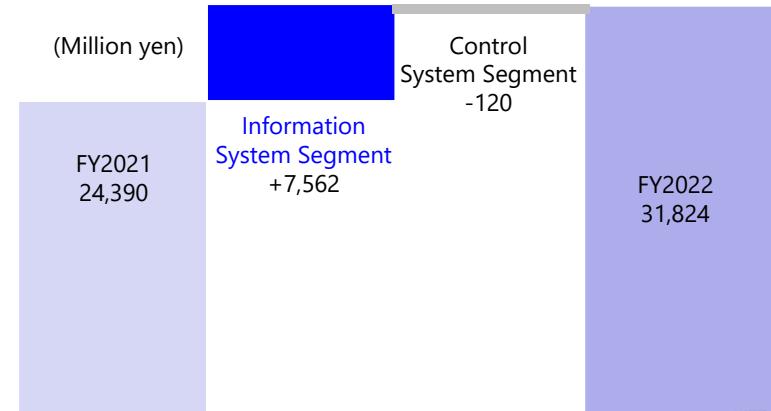 (Million yen)
FY2021
24,390
Information
System Segment
+7,562
Control
System Segment
-120
FY2022
31,824